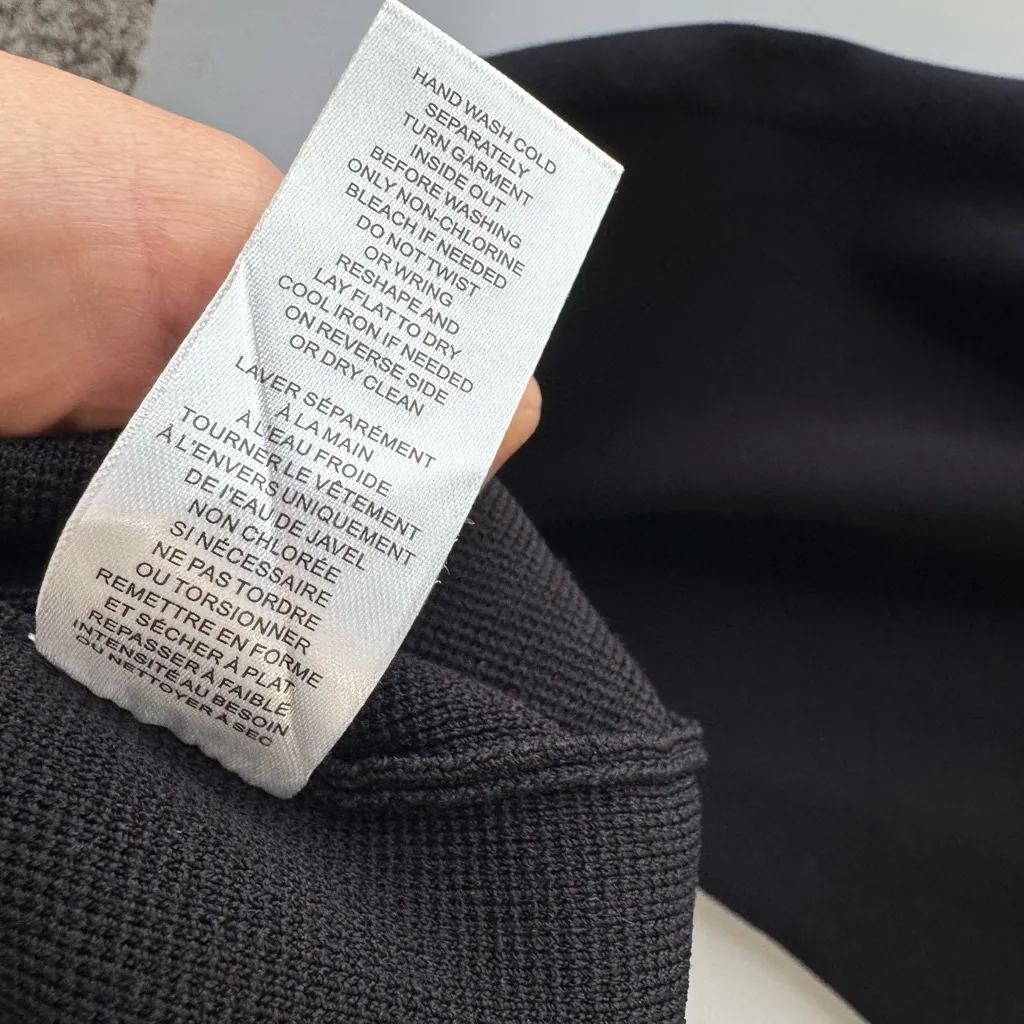 HAND WASH COLD
SEPARATELY
TURN GARMENT
INSIDE OUT
BEFORE WASHING
ONLY NON-CHLORINE
BLEACH IF NEEDED
DO NOT TWIST
OR WRING
RESHAPE AND
LAY FLAT TO DRY
COOL IRON IF NEEDED
ON REVERSE SIDE
OR DRY CLEAN
LAVER SÉPARÉMENT
À LA MAIN
A L'EAU FROIDE
TOURNER LE VÊTEMENT
À L'ENVERS UNIQUEMENT
DE l'EAU DE JAVEL
NON CHLORÉE
SI NÉCESSAIRE
NE PAS TORDRE
OU TORSIONNER
REMETTRE EN FORME
ET SÉCHER À PLAT
REPASSER À FAIBLE
INTENSITÉ AU BESOIN
OU NETTOYER À SEC